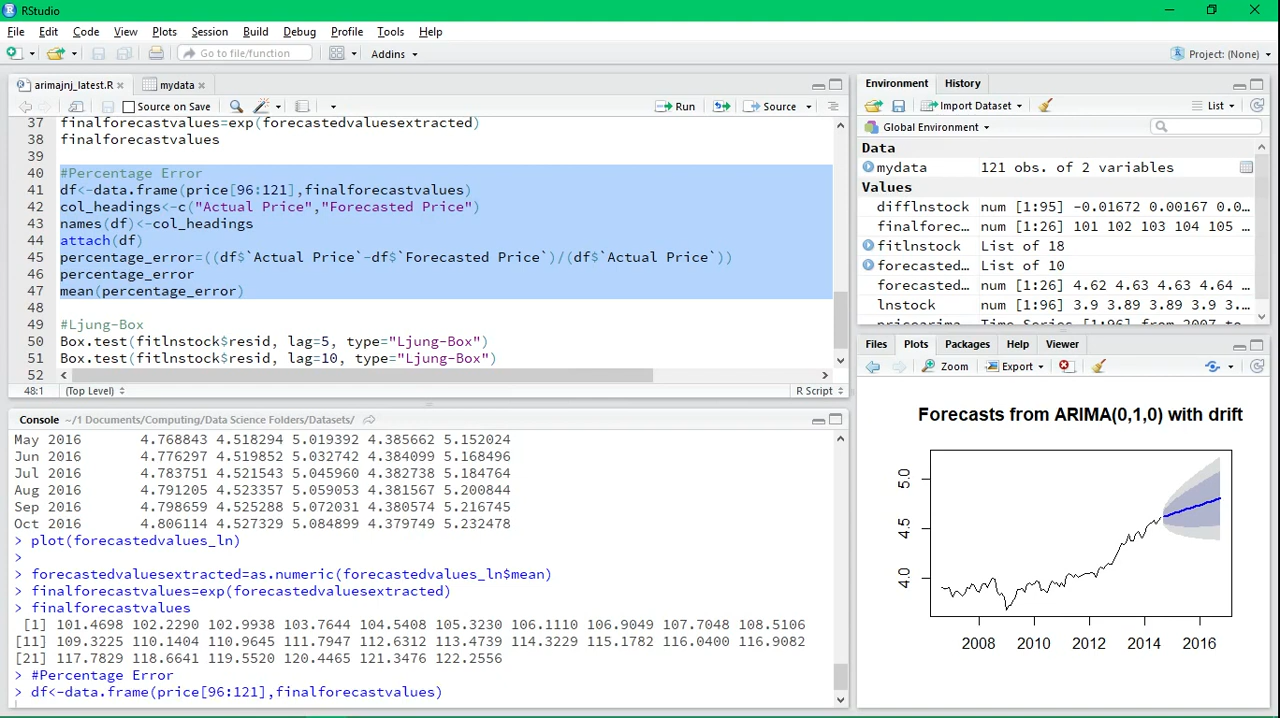 RStudio
File Edit Code View Plots Session Build Debug Profile Tools Help
Go to file/function Addins Project: (None)
arimajnj_latest.R mydata
Source on Save Run Source
37 finalforecastvalues=exp(forecastedvaluesextracted)
38 finalforecastvalues
39
40 #Percentage Error
41 df<-data.frame(price[96:121],finalforecastvalues)
42 col_headings<-c("Actual Price","Forecasted Price")
43 names(df)<-col_headings
44 attach(df)
45 percentage_error=((df$`Actual Price`-df$`Forecasted Price`)/(df$`Actual Price`))
46 percentage_error
47 mean(percentage_error)
48
49 #Ljung-Box
50 Box.test(fitlnstock$resid, lag=5, type="Ljung-Box")
51 Box.test(fitlnstock$resid, lag=10, type="Ljung-Box")
52
48:1 (Top Level) R Script
Console ~/1 Documents/Computing/Data Science Folders/Datasets/
May 2016 4.768843 4.518294 5.019392 4.385662 5.152024
Jun 2016 4.776297 4.519852 5.032742 4.384099 5.168496
Jul 2016 4.783751 4.521543 5.045960 4.382738 5.184764
Aug 2016 4.791205 4.523357 5.059053 4.381567 5.200844
Sep 2016 4.798659 4.525288 5.072031 4.380574 5.216745
Oct 2016 4.806114 4.527329 5.084899 4.379749 5.232478
> plot(forecastedvalues_ln)
>
> forecastedvaluesextracted=as.numeric(forecastedvalues_ln$mean)
> finalforecastvalues=exp(forecastedvaluesextracted)
> finalforecastvalues
[1] 101.4698 102.2290 102.9938 103.7644 104.5408 105.3230 106.1110 106.9049 107.7048 108.5106
[11] 109.3225 110.1404 110.9645 111.7947 112.6312 113.4739 114.3229 115.1782 116.0400 116.9082
[21] 117.7829 118.6641 119.5520 120.4465 121.3476 122.2556
> #Percentage Error
> df<-data.frame(price[96:121],finalforecastvalues)
Environment History
Import Dataset List
Global Environment
Data
mydata 121 obs. of 2 variables
Values
difflnstock num [1:95] -0.01672 0.00167 0.0…
finalforec… num [1:26] 101 102 103 104 105 …
fitlnstock List of 18
forecasted… List of 10
forecasted… num [1:26] 4.62 4.63 4.63 4.64 …
lnstock num [1:96] 3.9 3.89 3.89 3.9 3.…
pricearima Time Series [1:96] from 2007 to…
Files Plots Packages Help Viewer
Zoom Export
Forecasts from ARIMA(0,1,0) with drift
5.0
4.5
4.0
2008 2010 2012 2014 2016